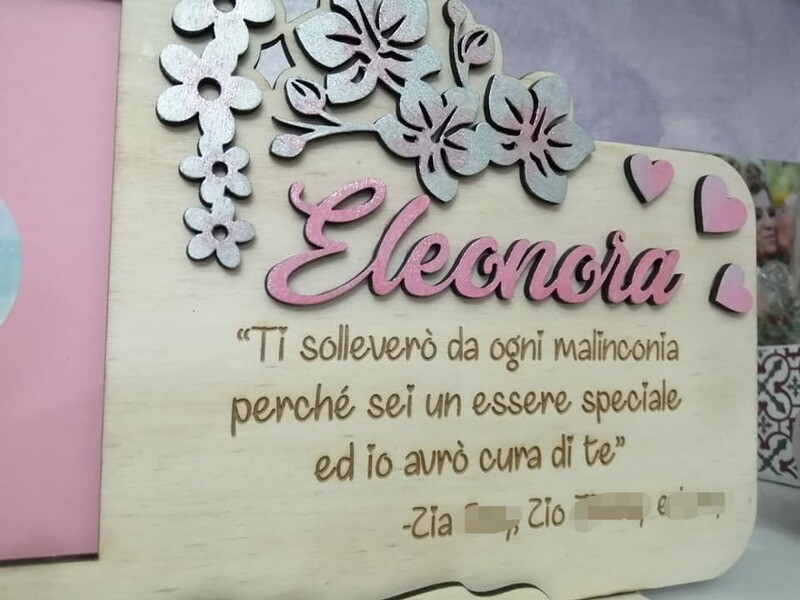 Eleonora
“Ti solleverò da ogni malinconia
perché sei un essere speciale
ed io avrò cura di te”
-Zia , Zio , e